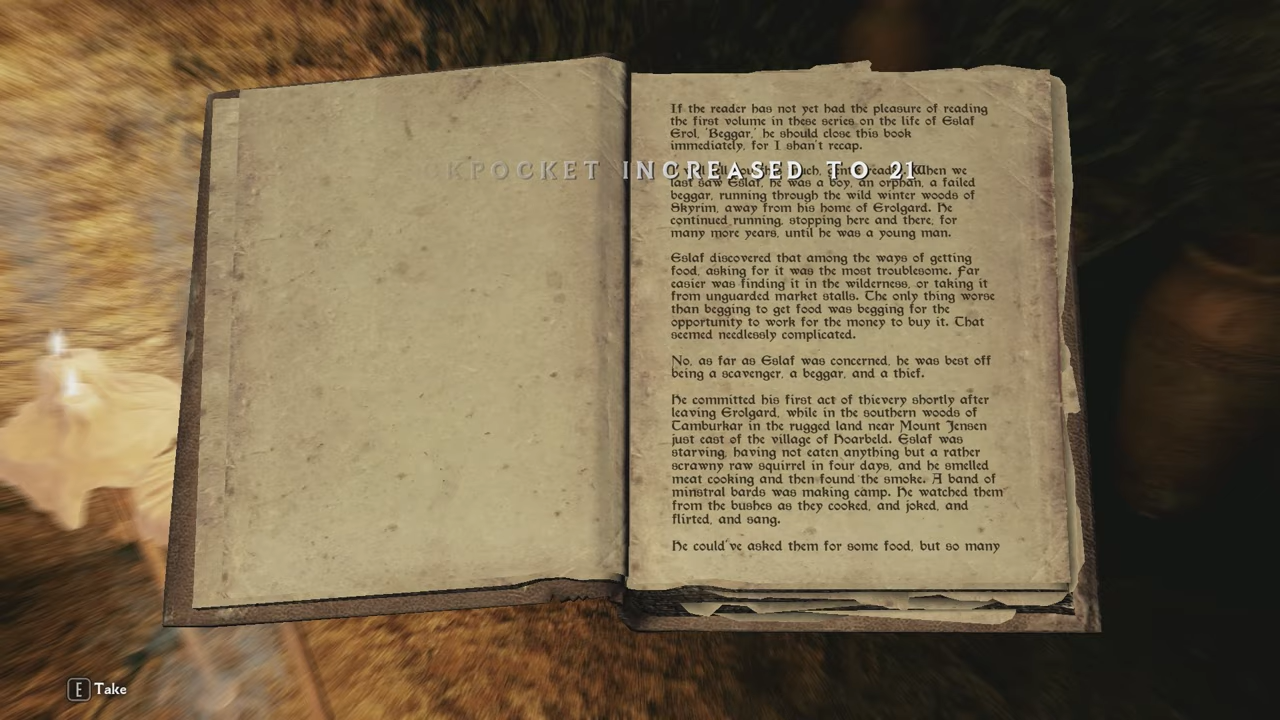 If the reader has not yet had the pleasure of reading
the first volume in these series on the life of Eslaf
Erol, 'Beggar,' he should close this book
immediately, for I shan't recap.
KPOCKET INCREASED TO 21
When we
last saw Eslaf, he was a boy, an orphan, a failed
beggar, running through the wild winter woods of
Skyrim, away from his home of Erolgard. He
continued running, stopping here and there, for
many more years, until he was a young man.
Eslaf discovered that among the ways of getting
food, asking for it was the most troublesome. Far
easier was finding it in the wilderness, or taking it
from unguarded market stalls. The only thing worse
than begging to get food was begging for the
opportunity to work for the money to buy it. That
seemed needlessly complicated.
No, as far as Eslaf was concerned, he was best off
being a scavenger, a beggar, and a thief.
He committed his first act of thievery shortly after
leaving Erolgard, while in the southern woods of
Tamburkar in the rugged land near Mount Jensen
just east of the village of Hoarbeld. Eslaf was
starving, having not eaten anything but a rather
scrawny raw squirrel in four days, and he smelled
meat cooking and then found the smoke. A band of
minstral bards was making camp. He watched them
from the bushes as they cooked, and joked, and
flirted, and sang.
He could've asked them for some food, but so many
E Take